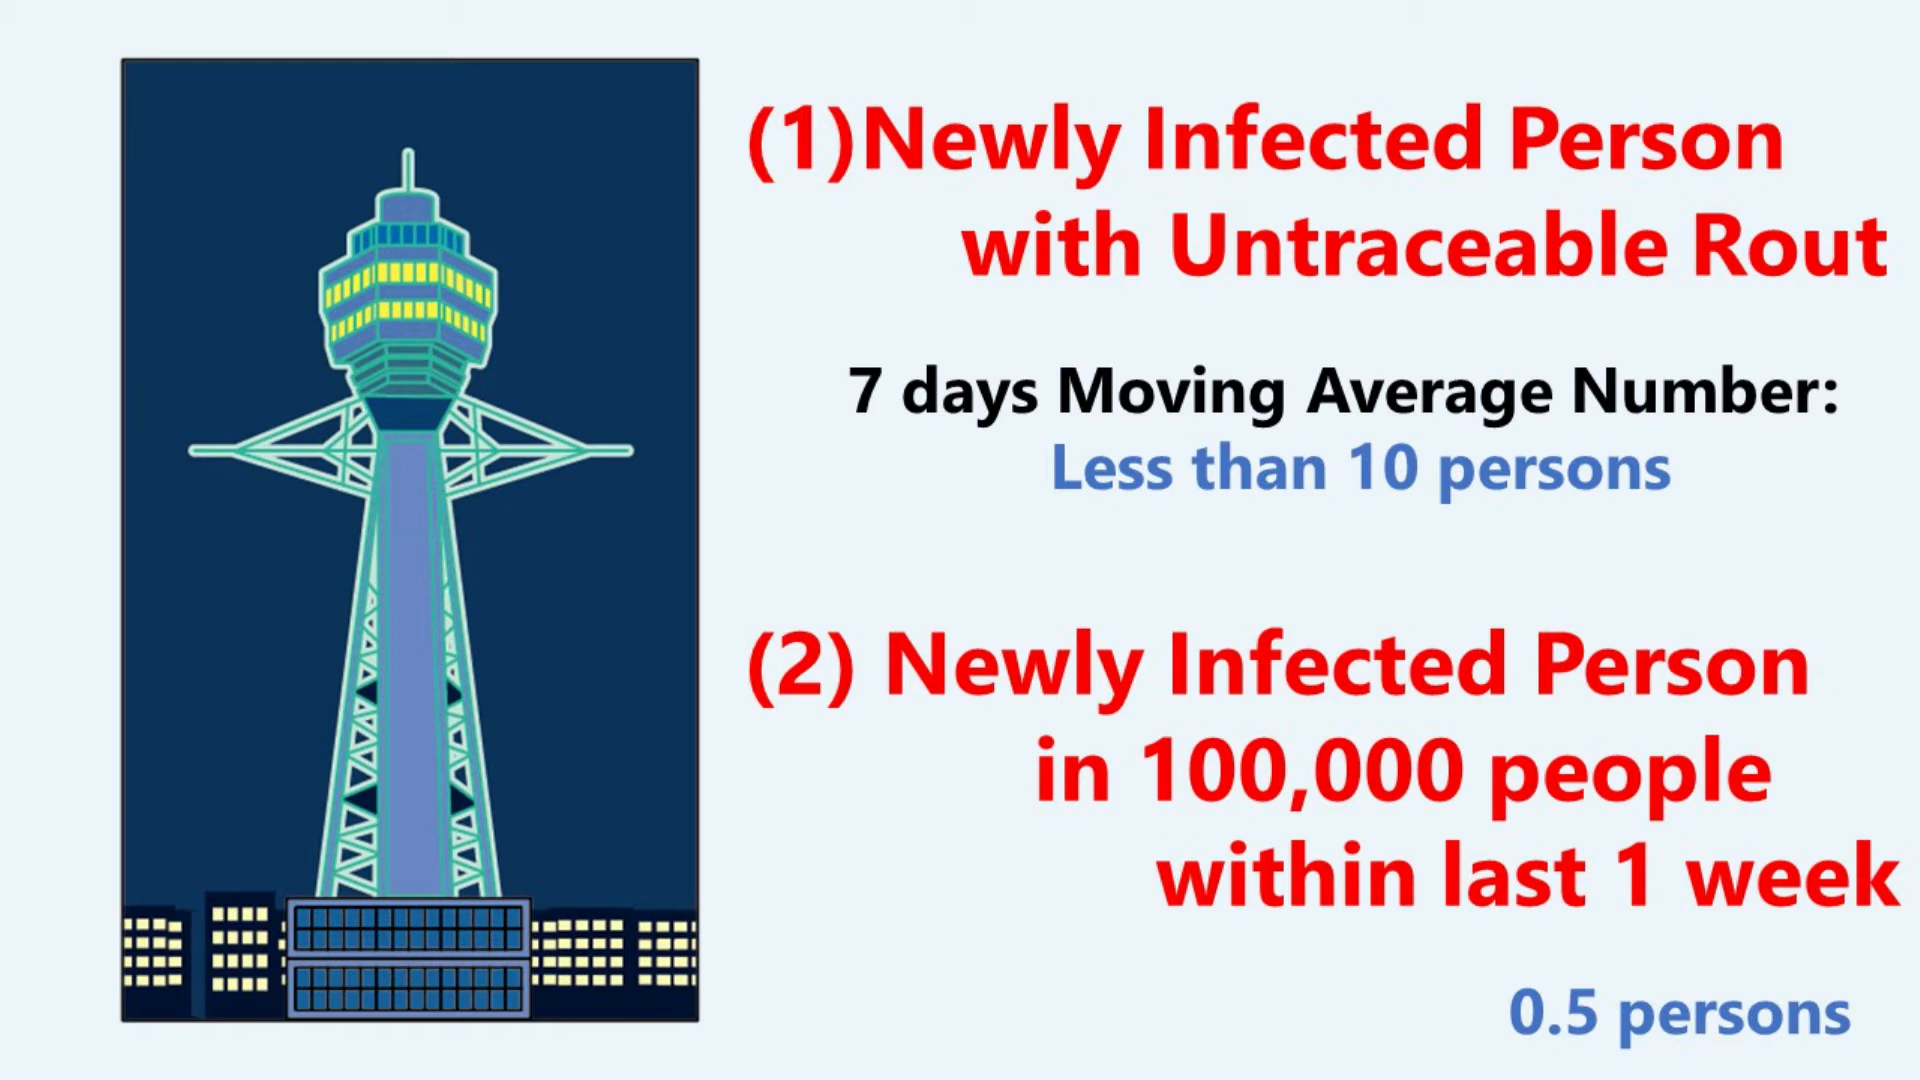 (1)Newly Infected Person
with Untraceable Rout
7 days Moving Average Number:
Less than 10 persons
(2) Newly Infected Person
in 100,000 people
within last 1 week
0.5 persons